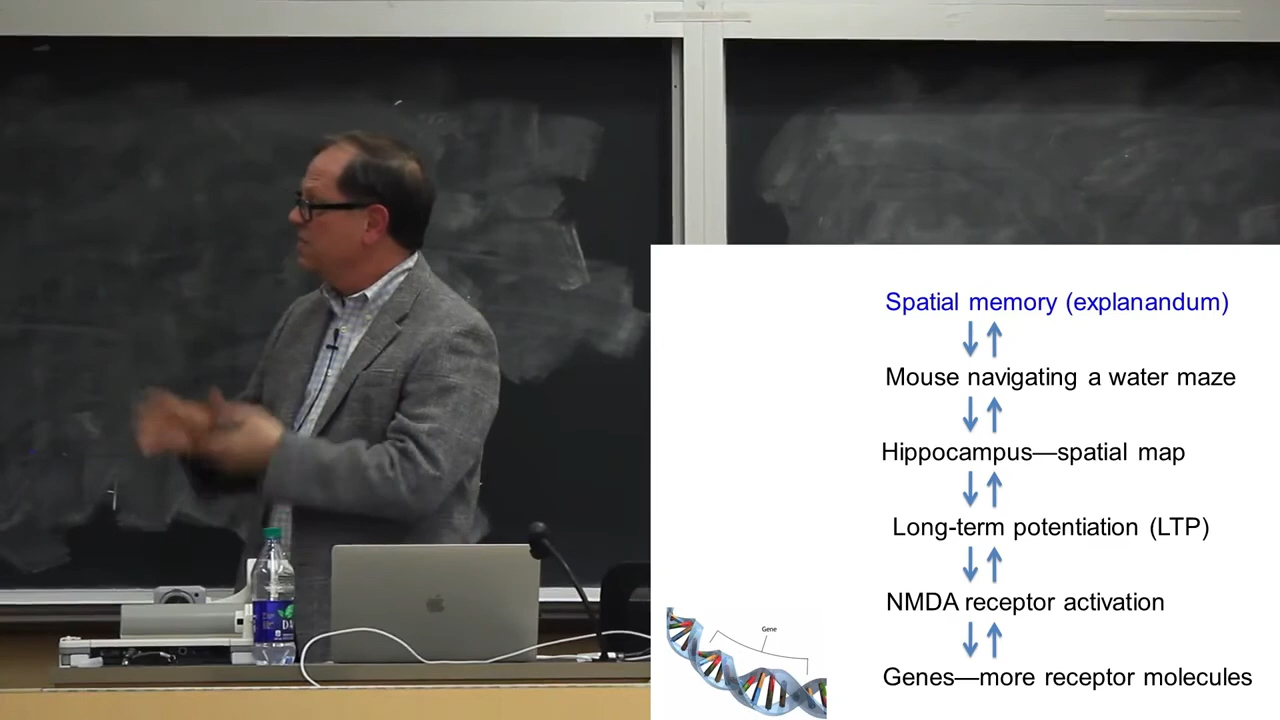 Spatial memory (explanandum)
Mouse navigating a water maze
Hippocampus—spatial map
Long-term potentiation (LTP)
NMDA receptor activation
Gene
Genes—more receptor molecules